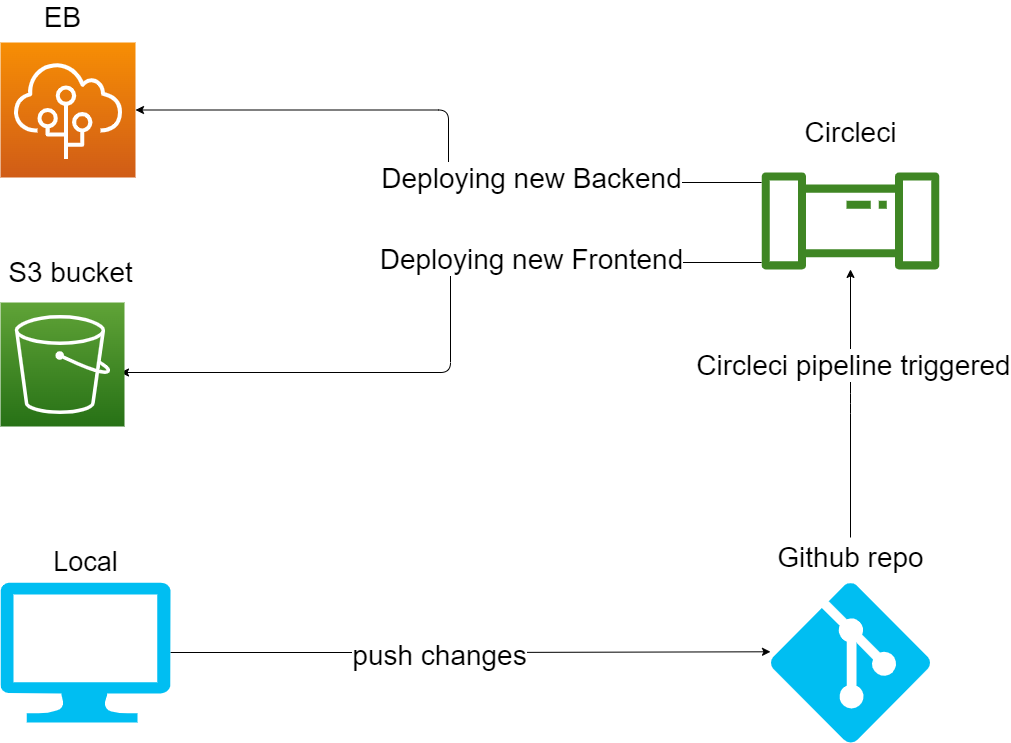 EB
Circleci
Deploying new Backend
Deploying new Frontend
S3 bucket
Circleci pipeline triggered
Local
Github repo
push changes